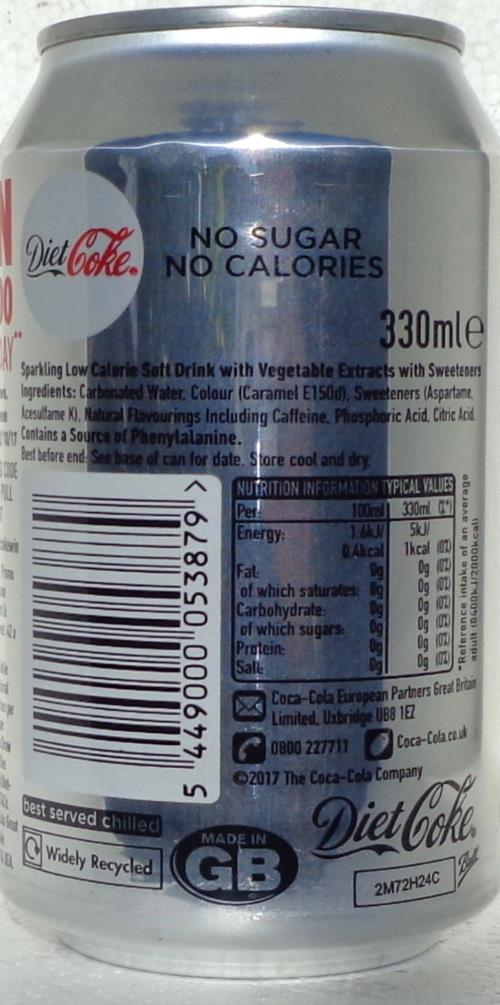 Diet Coke.
NO SUGAR
NO CALORIES
330ml e
Sparkling Low Calorie Soft Drink with Vegetable Extracts with Sweeteners
Ingredients: Carbonated Water, Colour (Caramel E150d), Sweeteners (Aspartame,
Acesulfame K), Natural Flavourings Including Caffeine, Phosphoric Acid, Citric Acid.
Contains a Source of Phenylalanine.
Best before end: See base of can for date. Store cool and dry.
5 449000 053879 >
NUTRITION INFORMATION TYPICAL VALUES
Per: 100ml 330ml (%*)
Energy: 1.6kJ/ 5kJ/
0.4kcal 1kcal (0%)
Fat: 0g 0g (0%)
of which saturates: 0g 0g (0%)
Carbohydrate: 0g 0g (0%)
of which sugars: 0g 0g (0%)
Protein: 0g 0g (0%)
Salt: 0g 0g (0%)
*Reference intake of an average
adult (8400kJ/2000kcal)
Coca-Cola European Partners Great Britain
Limited, Uxbridge UB8 1EZ
0800 227711 Coca-Cola.co.uk
©2017 The Coca-Cola Company
best served chilled
Widely Recycled
MADE IN
GB
Diet Coke
2M72H24C
Ball